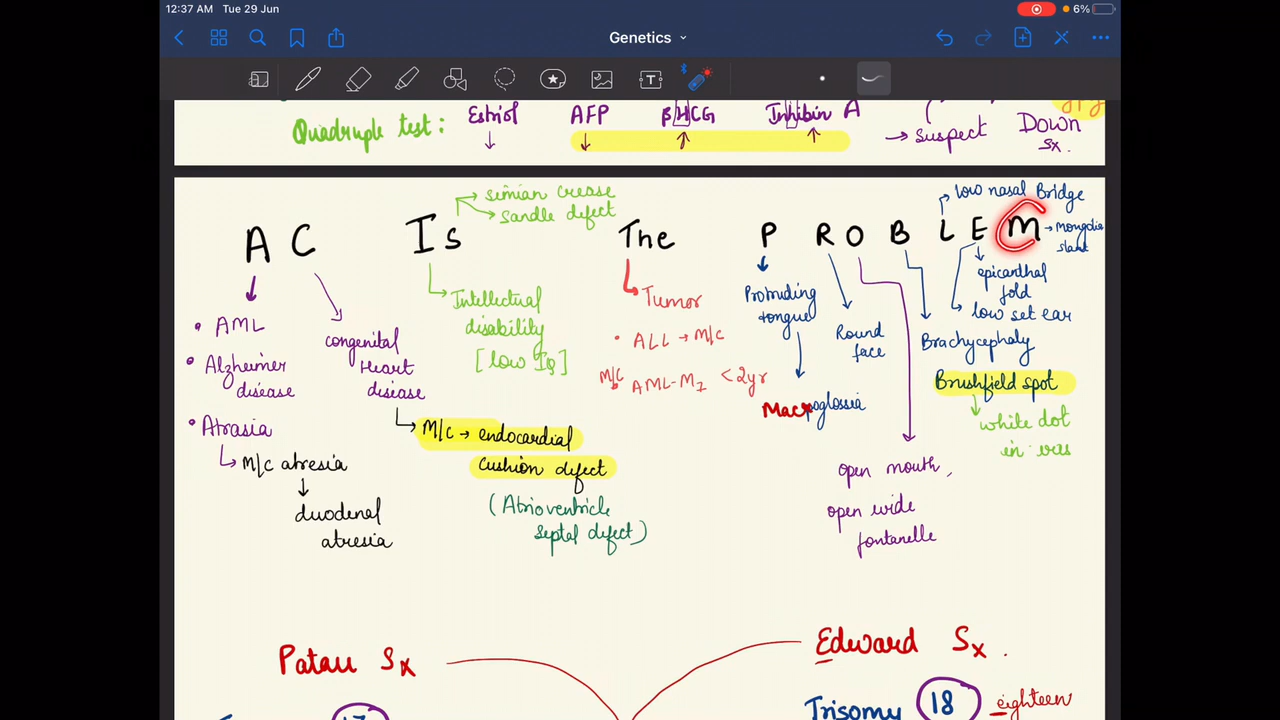 12:37 AM Tue 29 Jun
6%
Genetics
Quadruple test: Estriol ↓ AFP ↓ βHCG ↑ Inhibin A ↑ → suspect Down Sx.
A C Is The P R O B L E M
simian crease
sandle defect
low nasal Bridge
→ mongolian
slant
• AML
• Alzheimer
disease
• Atrasia
M/C atresia
↓
duodenal
atresia
congenital
Heart
disease
M/C → endocardial
cushion defect
(Atrioventricle
septal defect)
Intellectual
disability
[low IQ]
Tumor
• ALL → M/C
M/C AML-M7 <2yr
Protruding
tongue
Macroglossia
Round
face
open mouth,
open wide
fontanelle
Brachycephaly
Brushfield spot
white dot
in
epicanthal
fold
low set ear
Patau Sx
Edward Sx.
Trisomy 18 eighteen